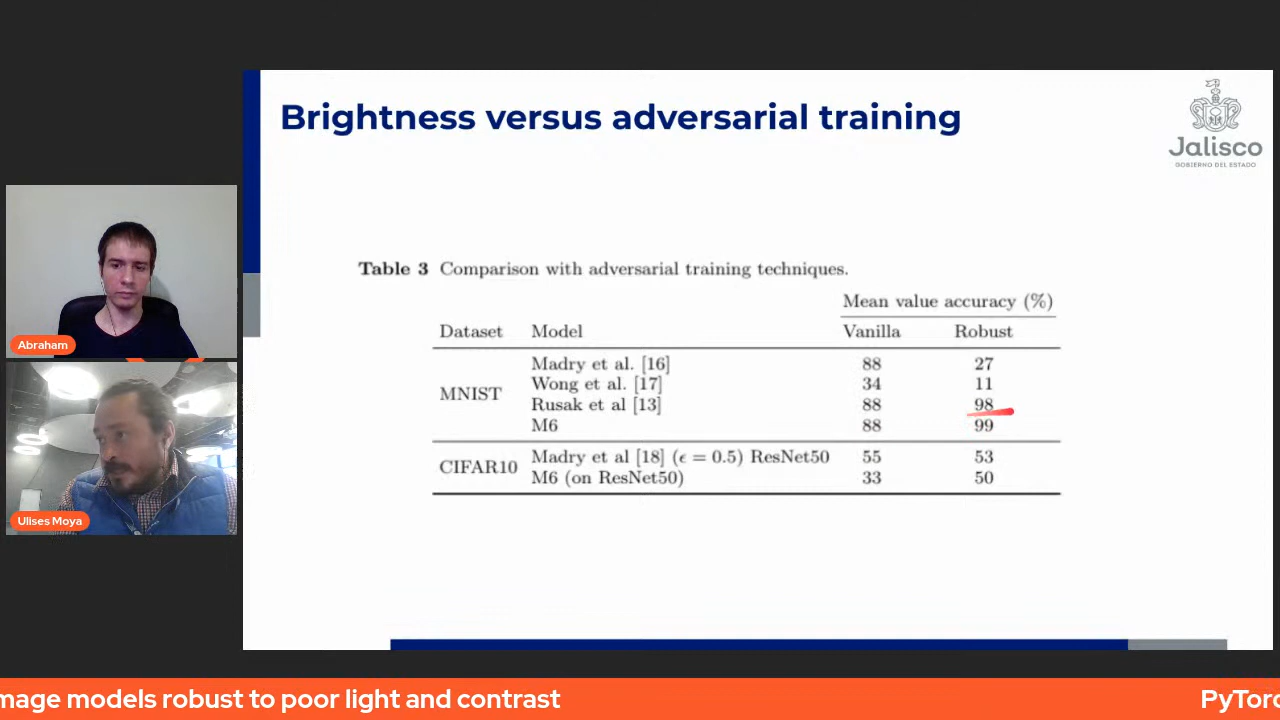 Brightness versus adversarial training
Jalisco
GOBIERNO DEL ESTADO
Table 3 Comparison with adversarial training techniques.
Mean value accuracy (%)
Dataset Model Vanilla Robust
MNIST
Madry et al. [16] 88 27
Wong et al. [17] 34 11
Rusak et al [13] 88 98
M6 88 99
CIFAR10
Madry et al [18] (ϵ = 0.5) ResNet50 55 53
M6 (on ResNet50) 33 50
Abraham
Ulises Moya
mage models robust to poor light and contrast
PyTorc